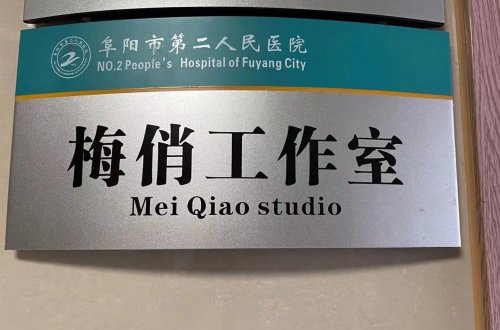 阜阳市第二人民医院
NO.2 People's Hospital of Fuyang City
梅俏工作室
Mei Qiao studio